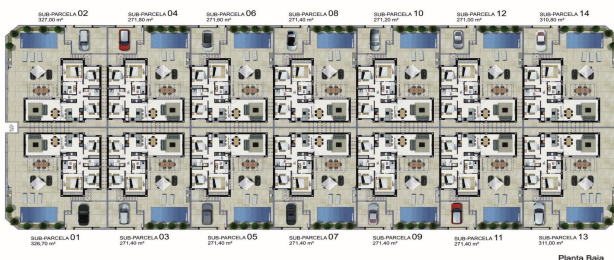 SUB-PARCELA 02
327,00 m²
SUB-PARCELA 04
271,80 m²
SUB-PARCELA 06
271,60 m²
SUB-PARCELA 08
271,40 m²
SUB-PARCELA 10
271,20 m²
SUB-PARCELA 12
271,00 m²
SUB-PARCELA 14
310,80 m²
SUB-PARCELA 01
326,70 m²
SUB-PARCELA 03
271,40 m²
SUB-PARCELA 05
271,40 m²
SUB-PARCELA 07
271,40 m²
SUB-PARCELA 09
271,40 m²
SUB-PARCELA 11
271,40 m²
SUB-PARCELA 13
311,00 m²
Planta Baja